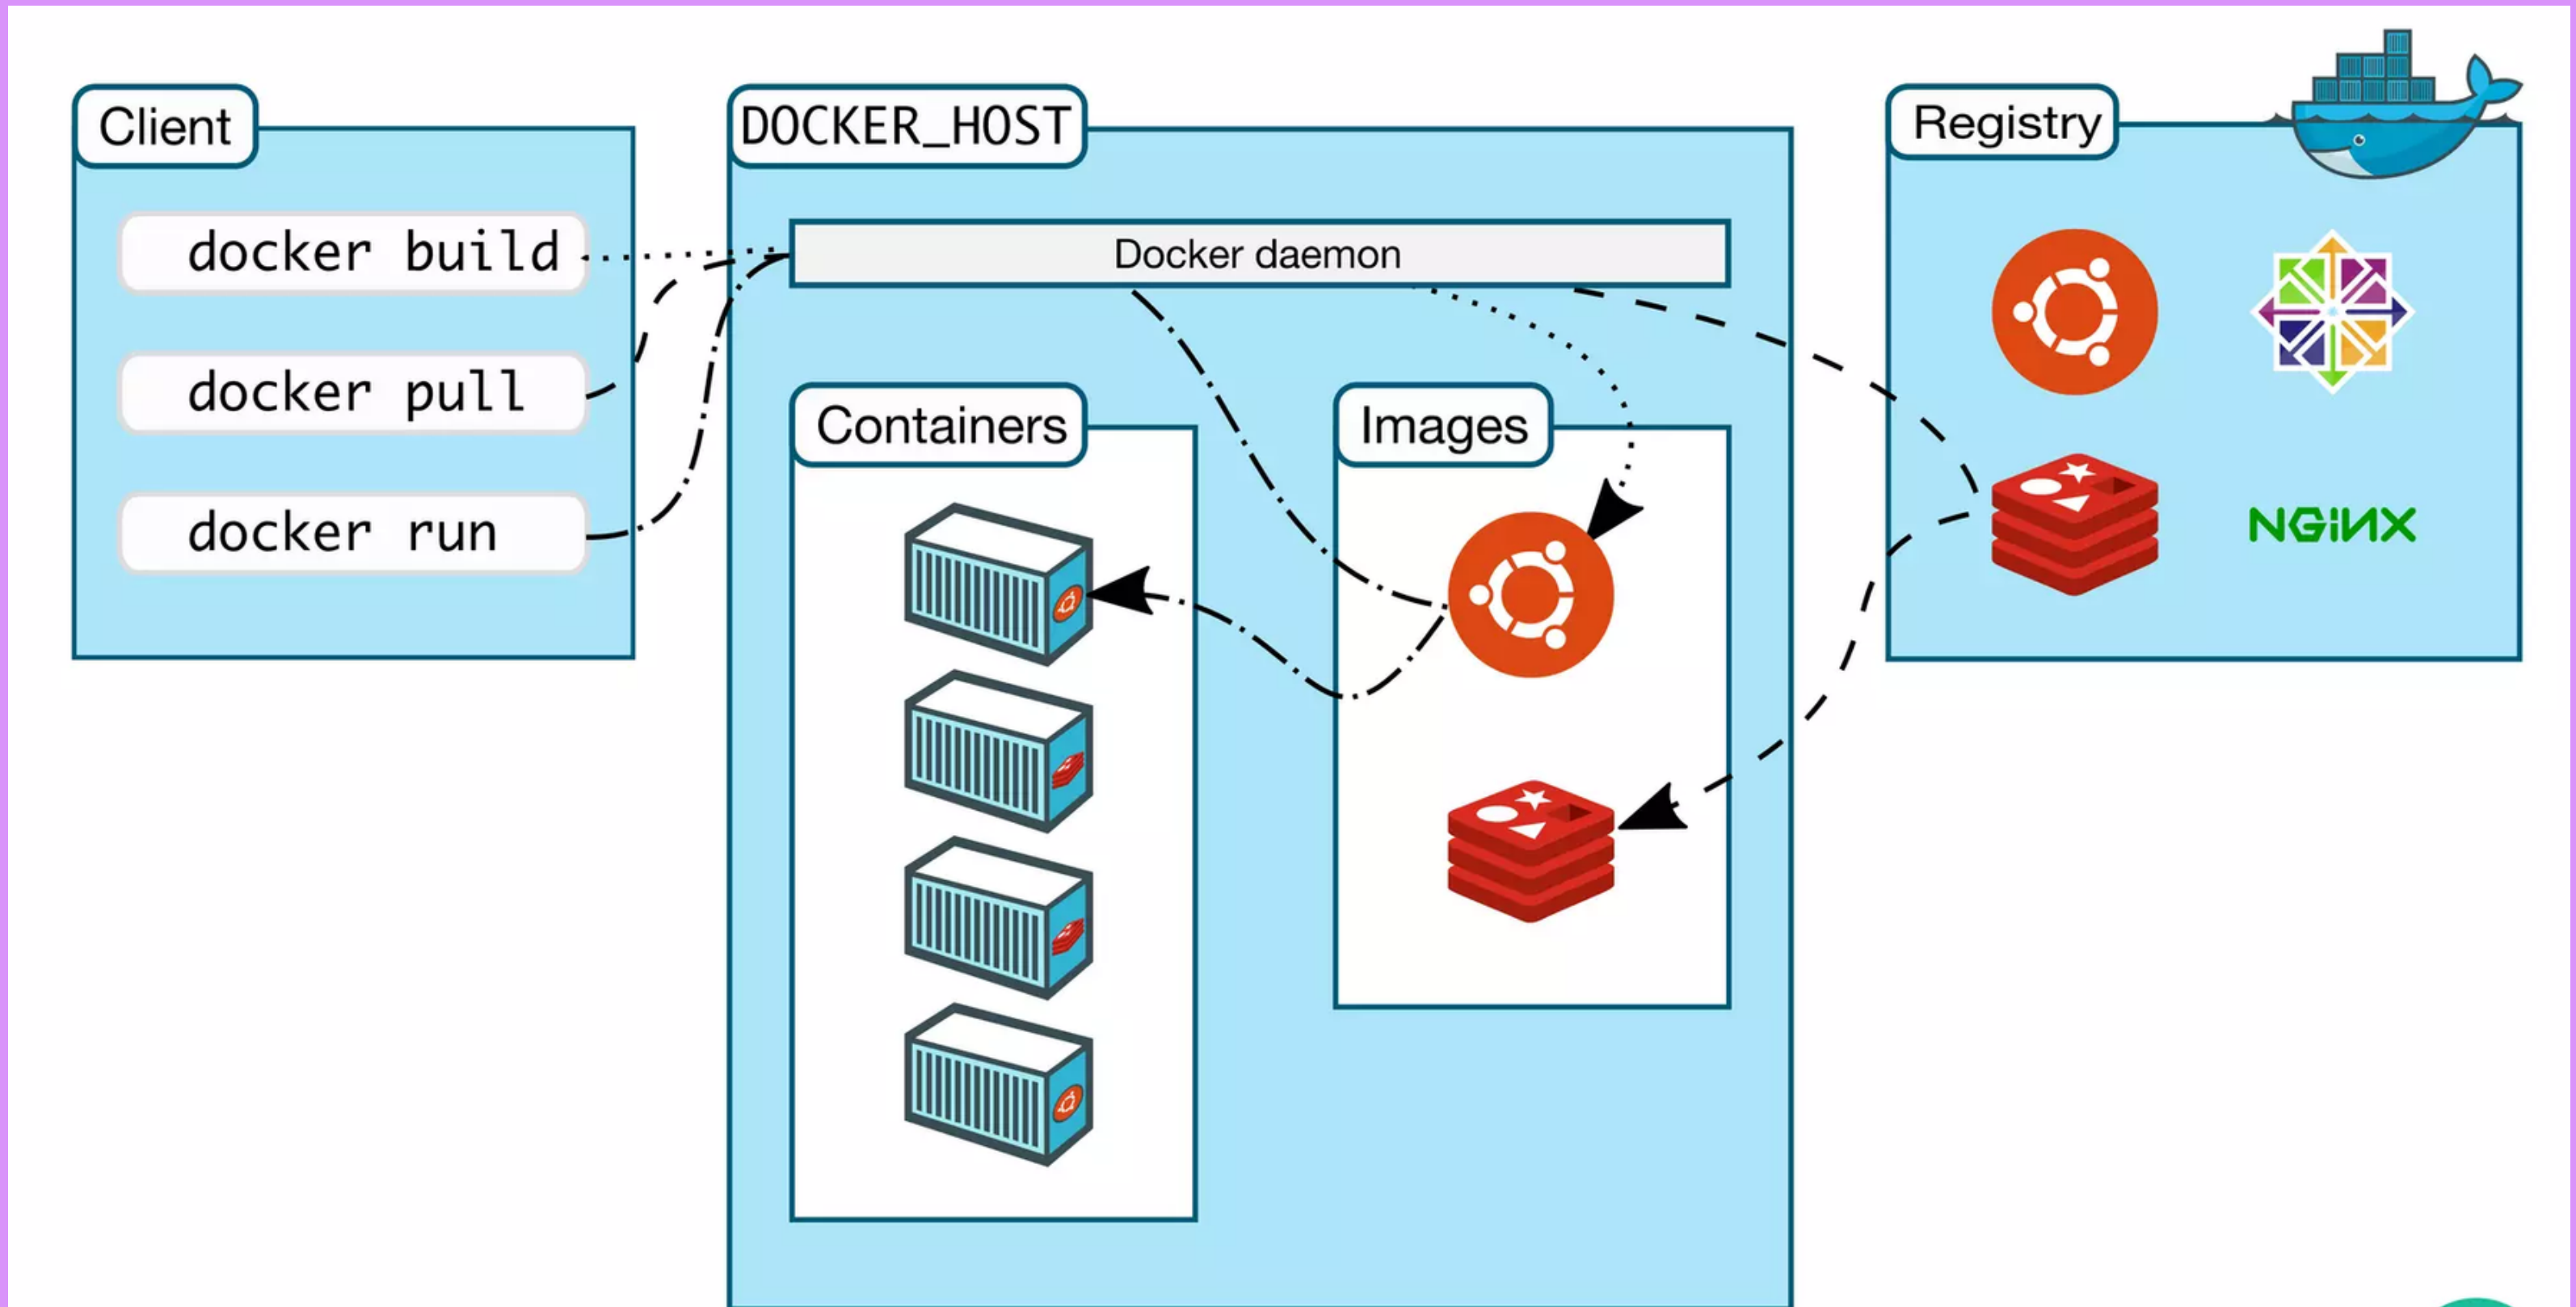 Client
docker build
docker pull
docker run
DOCKER_HOST
Docker daemon
Containers
Images
Registry
NGiNX